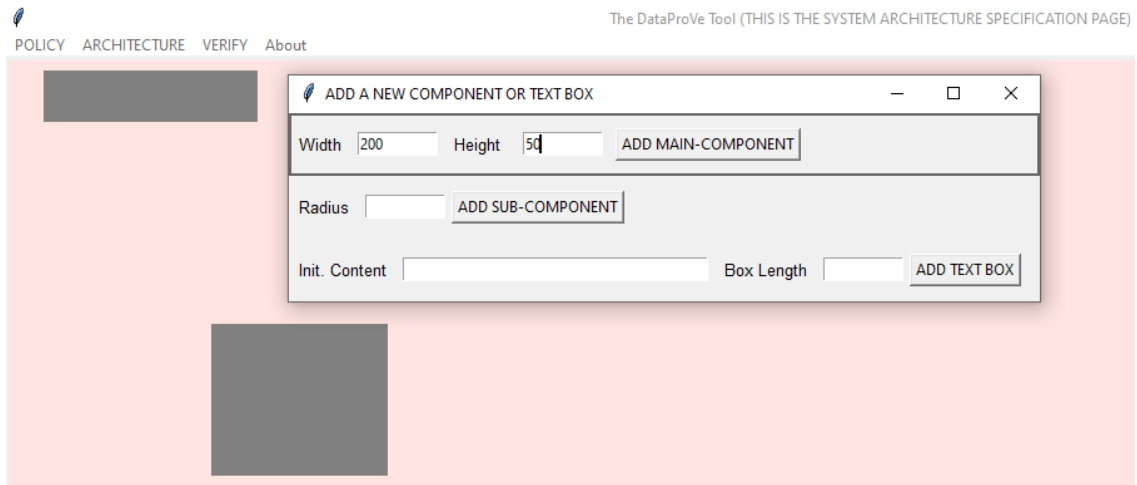 The DataProVe Tool (THIS IS THE SYSTEM ARCHITECTURE SPECIFICATION PAGE)
POLICY ARCHITECTURE VERIFY About
ADD A NEW COMPONENT OR TEXT BOX
Width 200 Height 50 ADD MAIN-COMPONENT
Radius ADD SUB-COMPONENT
Init. Content Box Length ADD TEXT BOX